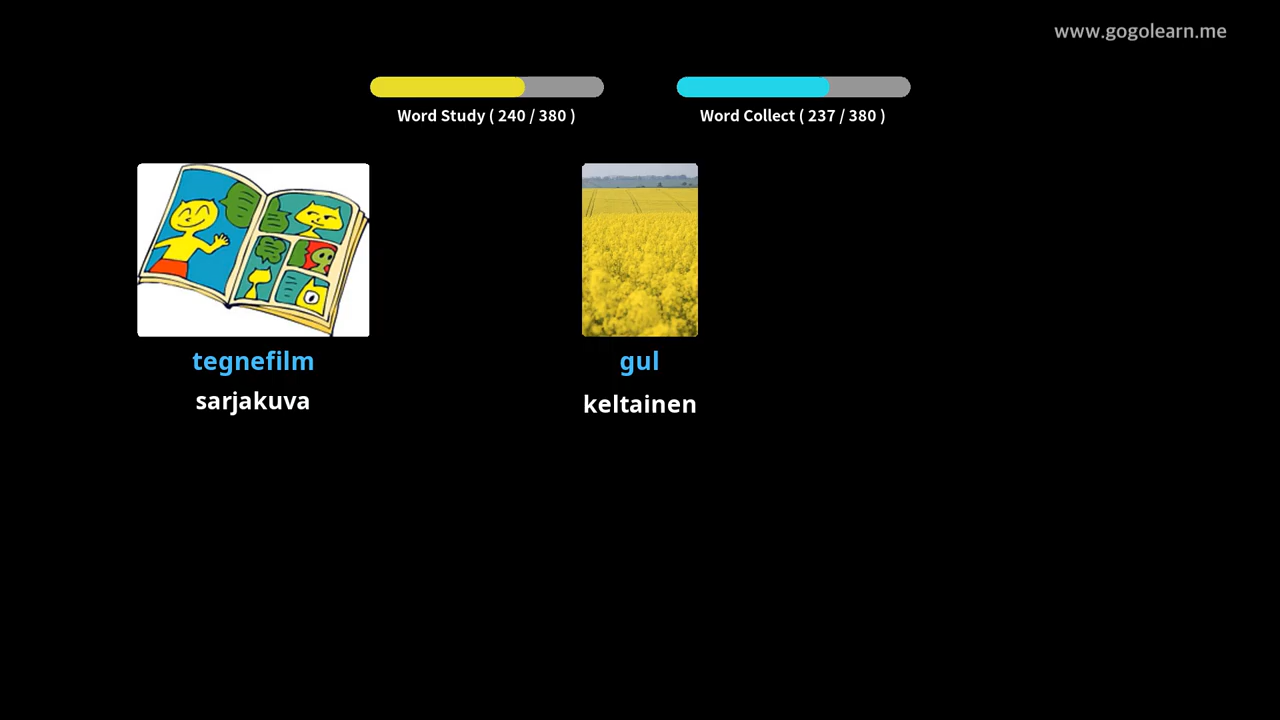 www.gogolearn.me
Word Study ( 240 / 380 )
Word Collect ( 237 / 380 )
tegnefilm
sarjakuva
gul
keltainen